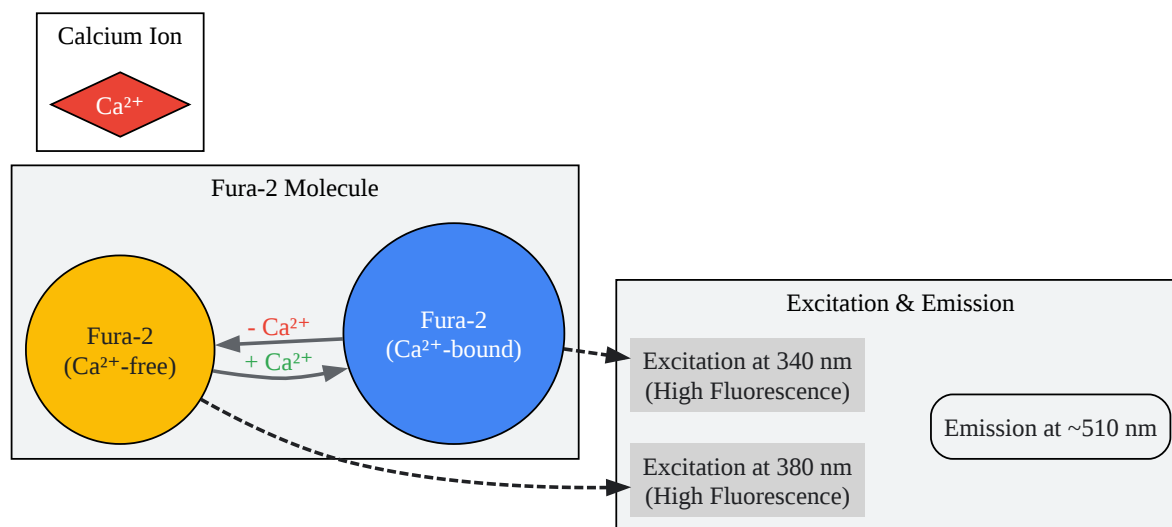 Calcium Ion
Ca²⁺
Fura-2 Molecule
Fura-2
(Ca²⁺-free)
- Ca²⁺
+ Ca²⁺
Fura-2
(Ca²⁺-bound)
Excitation & Emission
Excitation at 340 nm
(High Fluorescence)
Emission at ~510 nm
Excitation at 380 nm
(High Fluorescence)